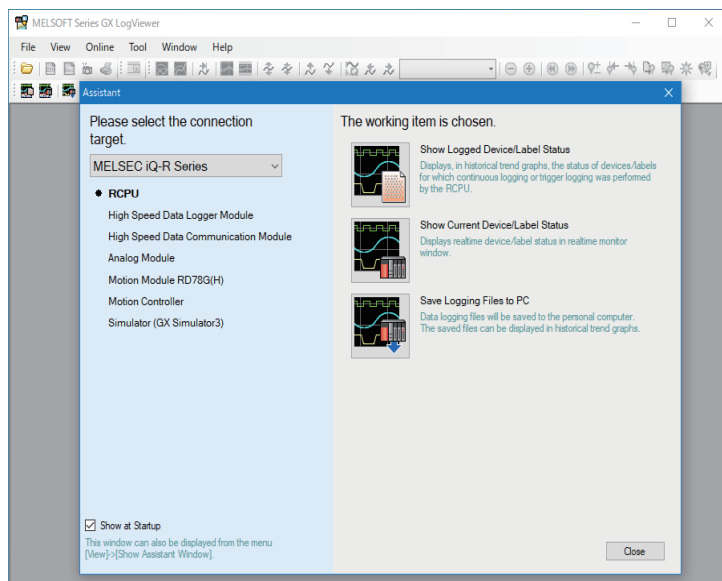 MELSOFT Series GX LogViewer
File View Online Tool Window Help
Assistant
Please select the connection
target.
MELSEC iQ-R Series
RCPU
High Speed Data Logger Module
High Speed Data Communication Module
Analog Module
Motion Module RD78G(H)
Motion Controller
Simulator (GX Simulator3)
Show at Startup
This window can also be displayed from the menu
[View]->[Show Assistant Window].
The working item is chosen.
Show Logged Device/Label Status
Displays, in historical trend graphs, the status of devices/labels
for which continuous logging or trigger logging was performed
by the RCPU.
Show Current Device/Label Status
Displays realtime device/label status in realtime monitor
window.
Save Logging Files to PC
Data logging files will be saved to the personal computer.
The saved files can be displayed in historical trend graphs.
Close